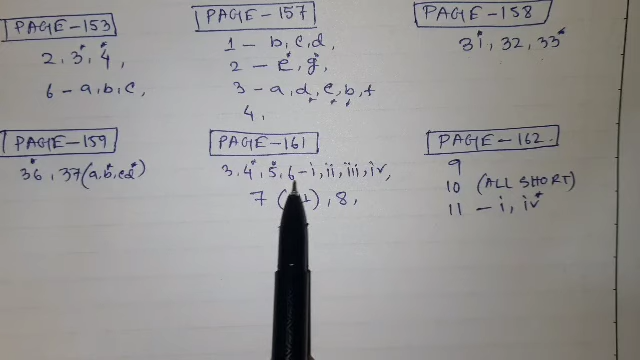 PAGE-153
2, 3*, 4*,
6 - a, b, c,
PAGE-157
1 - b, c, d,
2 - e*, g*,
3 - a, d*, c*, b*, f
4,
PAGE-158
31*, 32, 33*
PAGE-159
36*, 37 (a, b*, c d*)
PAGE-161
3, 4*, 5*, 6 - i, ii, iii, iv,
7 ( ), 8,
PAGE-162.
9
10 (ALL SHORT)
11 - i, iv*